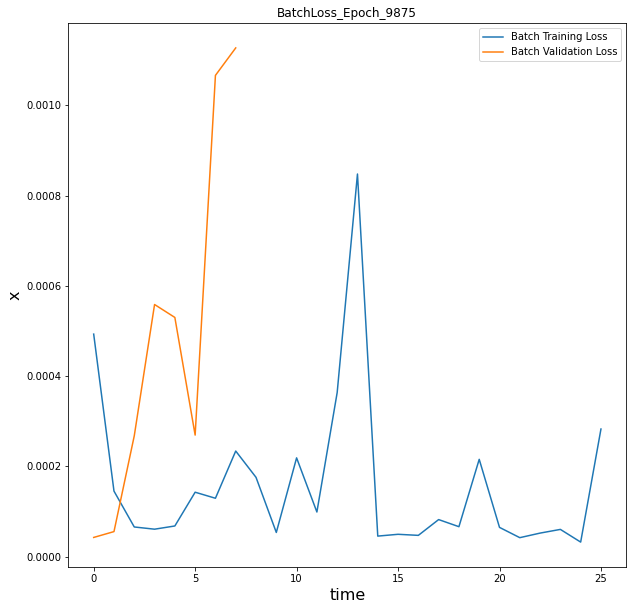 BatchLoss_Epoch_9875
Batch Training Loss
Batch Validation Loss
0.0010
0.0008
0.0006
0.0004
0.0002
0.0000
x
0 5 10 15 20 25
time